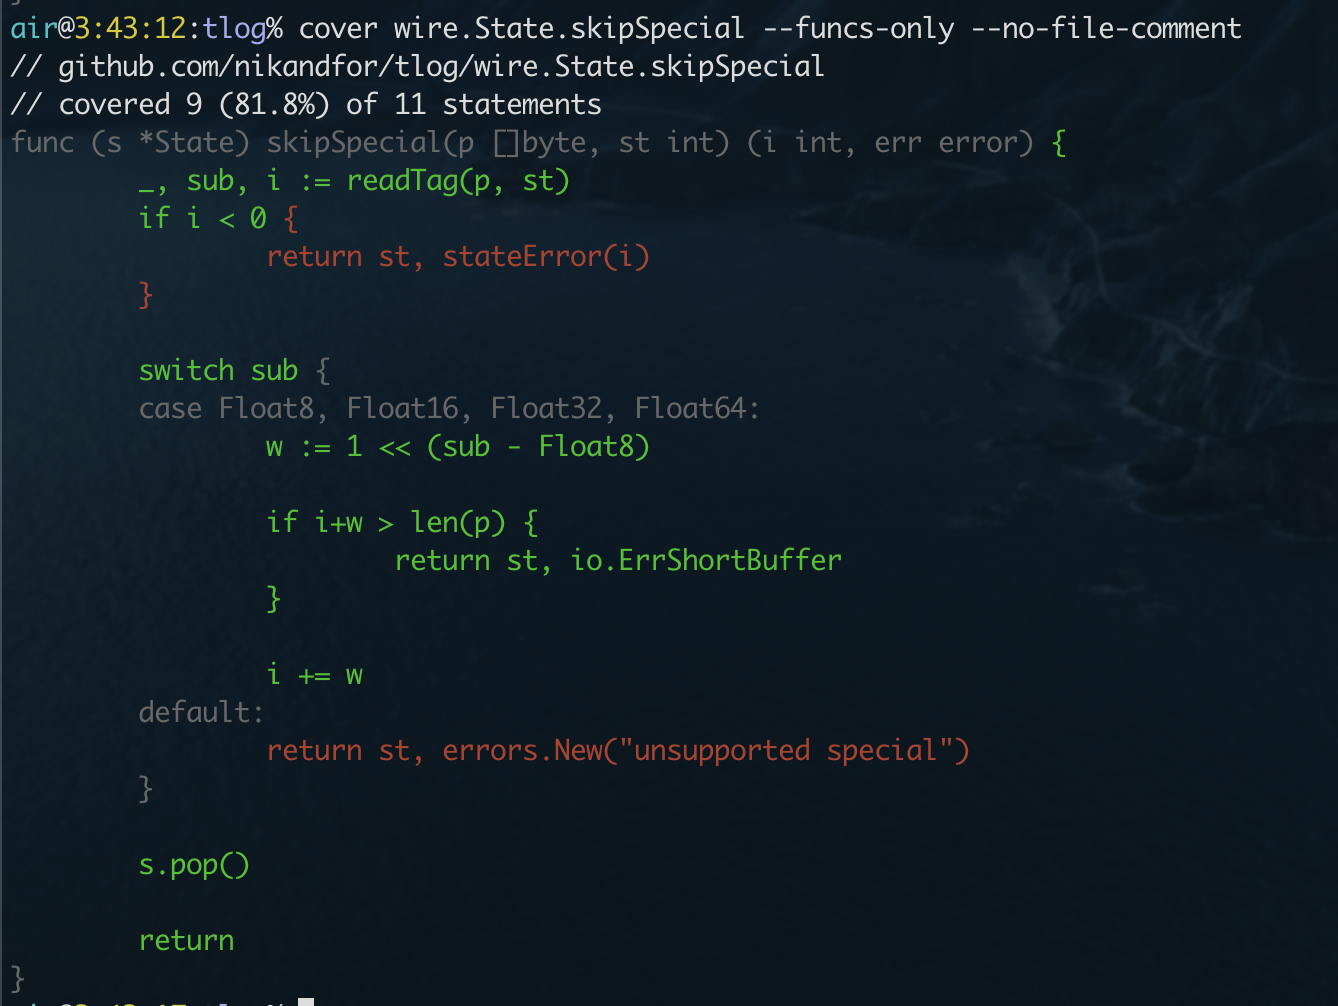 air@3:43:12:tlog% cover wire.State.skipSpecial --funcs-only --no-file-comment
// github.com/nikandfor/tlog/wire.State.skipSpecial
// covered 9 (81.8%) of 11 statements
func (s *State) skipSpecial(p []byte, st int) (i int, err error) {
        _, sub, i := readTag(p, st)
        if i < 0 {
                return st, stateError(i)
        }

        switch sub {
        case Float8, Float16, Float32, Float64:
                w := 1 << (sub - Float8)

                if i+w > len(p) {
                        return st, io.ErrShortBuffer
                }

                i += w
        default:
                return st, errors.New("unsupported special")
        }

        s.pop()

        return
}